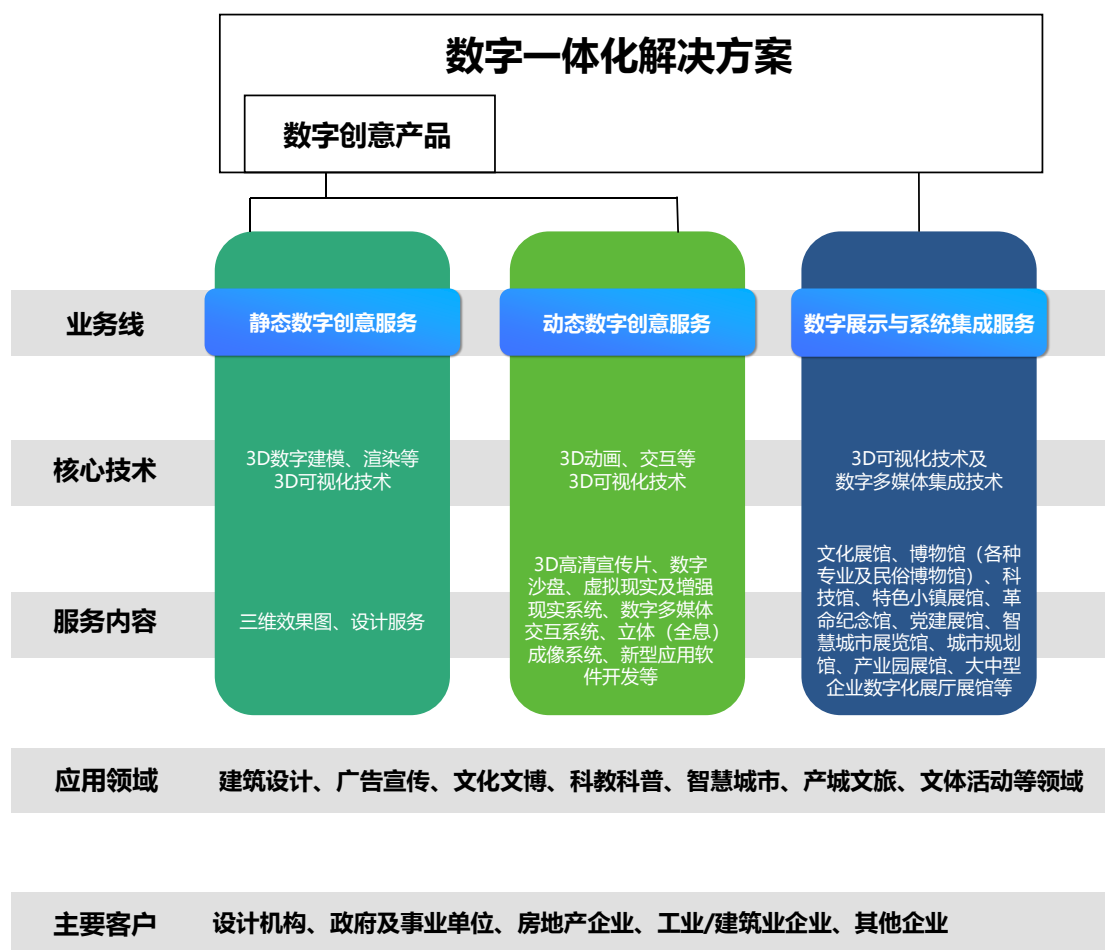 数字一体化解决方案
数字创意产品
业务线
静态数字创意服务
动态数字创意服务
数字展示与系统集成服务
核心技术
3D数字建模、渲染等
3D可视化技术
3D动画、交互等
3D可视化技术
3D可视化技术及
数字多媒体集成技术
服务内容
三维效果图、设计服务
3D高清宣传片、数字
沙盘、虚拟现实及增强
现实系统、数字多媒体
交互系统、立体（全息）
成像系统、新型应用软
件开发等
文化展馆、博物馆（各种
专业及民俗博物馆）、科
技馆、特色小镇展馆、革
命纪念馆、党建展馆、智
慧城市展览馆、城市规划
馆、产业园展馆、大中型
企业数字化展厅展馆等
应用领域
建筑设计、广告宣传、文化文博、科教科普、智慧城市、产城文旅、文体活动等领域
主要客户
设计机构、政府及事业单位、房地产企业、工业/建筑业企业、其他企业